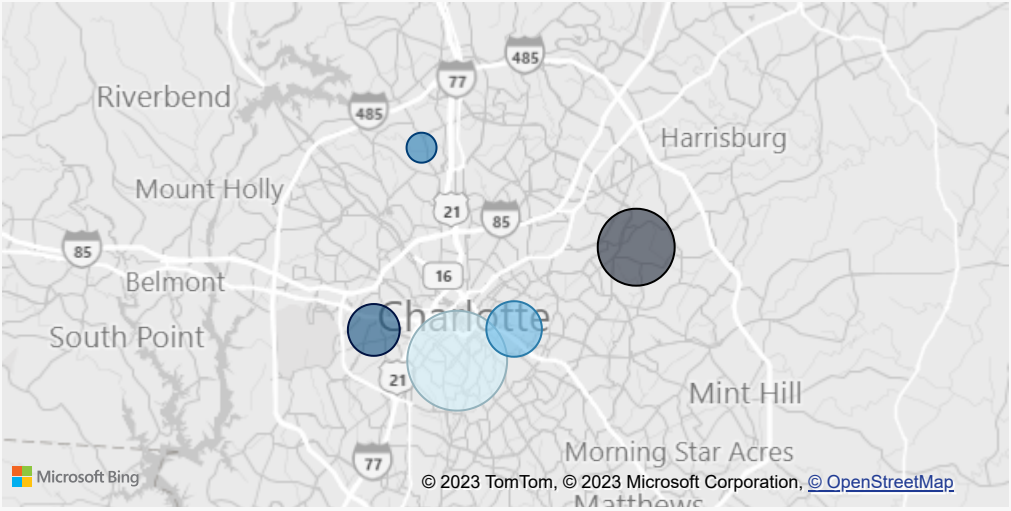 485
77
Riverbend
485
Harrisburg
Mount Holly
21
85
85
16
Belmont
Charlotte
South Point
21
Mint Hill
Morning Star Acres
77
Microsoft Bing
© 2023 TomTom, © 2023 Microsoft Corporation, © OpenStreetMap
Matthews